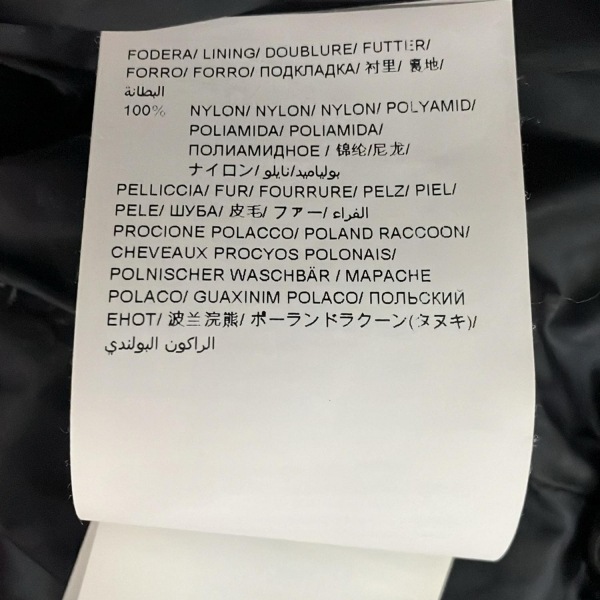 FODERA/ LINING/ DOUBLURE/ FUTTER/
FORRO/ FORRO/ ПОДКЛАДКА/ 衬里/ 裏地/
البطانة
100% NYLON/ NYLON/ NYLON/ POLYAMID/
POLIAMIDA/ POLIAMIDA/
ПОЛИАМИДНОЕ / 锦纶/尼龙/
ナイロン/ بولياميد/نايلو
PELLICCIA/ FUR/ FOURRURE/ PELZ/ PIEL/
PELE/ ШУБА/ 皮毛/ ファー/ الفراء
PROCIONE POLACCO/ POLAND RACCOON/
CHEVEAUX PROCYOS POLONAIS/
POLNISCHER WASCHBÄR / MAPACHE
POLACO/ GUAXINIM POLACO/ ПОЛЬСКИЙ
ЕНОТ/ 波兰浣熊/ ポーランドラクーン(タヌキ)/
الراكون البولندي